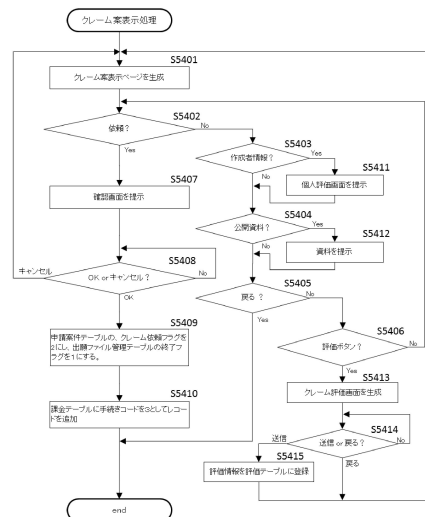 クレーム案表示処理
S5401
クレーム案表示ページを生成
S5402
依頼？
No
Yes
S5403
作成者情報？
Yes
No
S5411
個人評価画面を提示
S5407
確認画面を提示
S5404
公開資料？
Yes
No
S5412
資料を提示
S5408
OK orキャンセル？
キャンセル
No
OK
S5405
戻る ？
No
Yes
S5406
評価ボタン？
No
Yes
S5409
申請案件テーブルの、クレーム依頼フラグを
2にし、出願ファイル管理テーブルの終了フ
ラグを1にする。
S5413
クレーム評価画面を生成
S5410
課金テーブルに手続きコードを3としてレコー
ドを追加
S5414
送信 or 戻る？
送信
No
戻る
S5415
評価情報を評価テーブルに登録
end